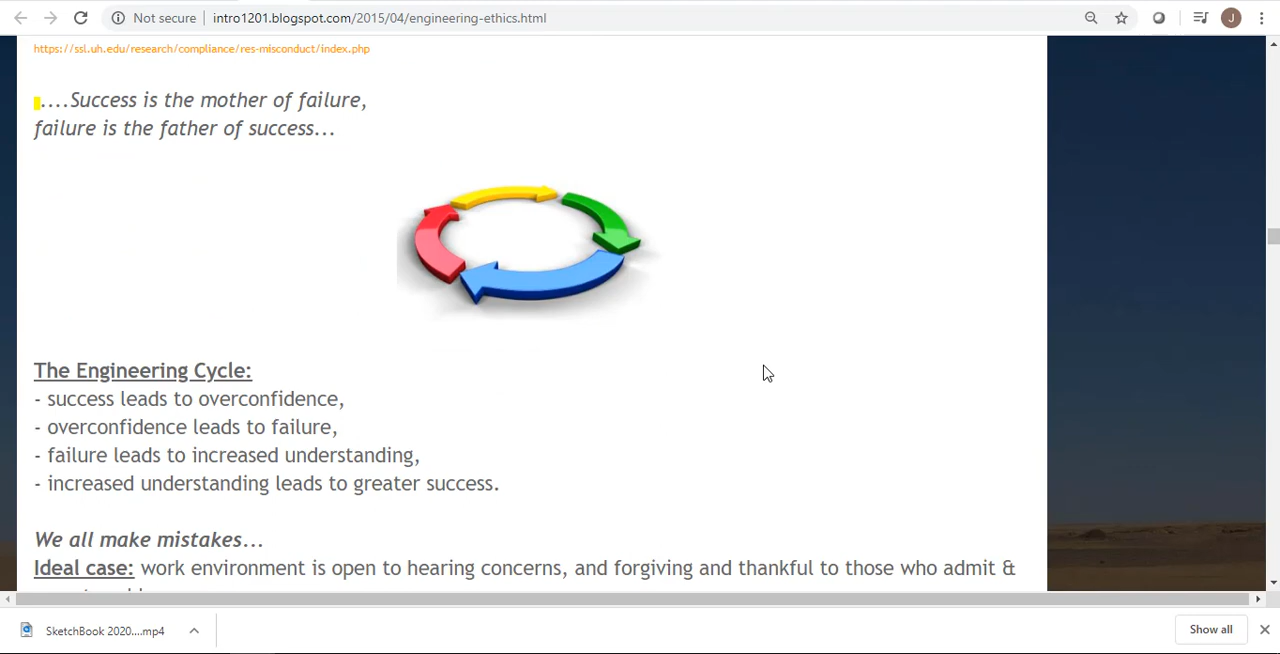 Not secure
intro1201.blogspot.com/2015/04/engineering-ethics.html
J
https://ssl.uh.edu/research/compliance/res-misconduct/index.php
....Success is the mother of failure,
failure is the father of success...
The Engineering Cycle:
- success leads to overconfidence,
- overconfidence leads to failure,
- failure leads to increased understanding,
- increased understanding leads to greater success.
We all make mistakes...
Ideal case: work environment is open to hearing concerns, and forgiving and thankful to those who admit &
SketchBook 2020....mp4
Show all